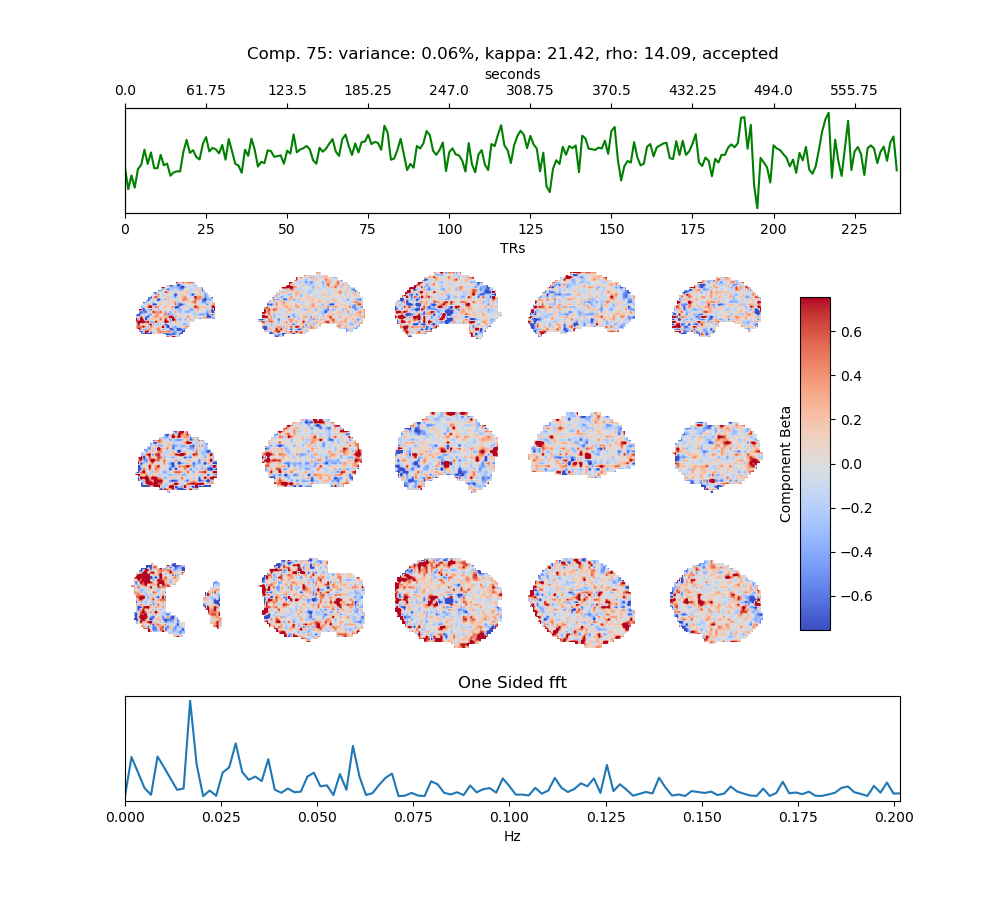 Comp. 75: variance: 0.06%, kappa: 21.42, rho: 14.09, accepted
seconds
0.0 61.75 123.5 185.25 247.0 308.75 370.5 432.25 494.0 555.75
0 25 50 75 100 125 150 175 200 225
TRs
0.6
0.4
0.2
0.0
−0.2
−0.4
−0.6
Component Beta
One Sided fft
0.000 0.025 0.050 0.075 0.100 0.125 0.150 0.175 0.200
Hz